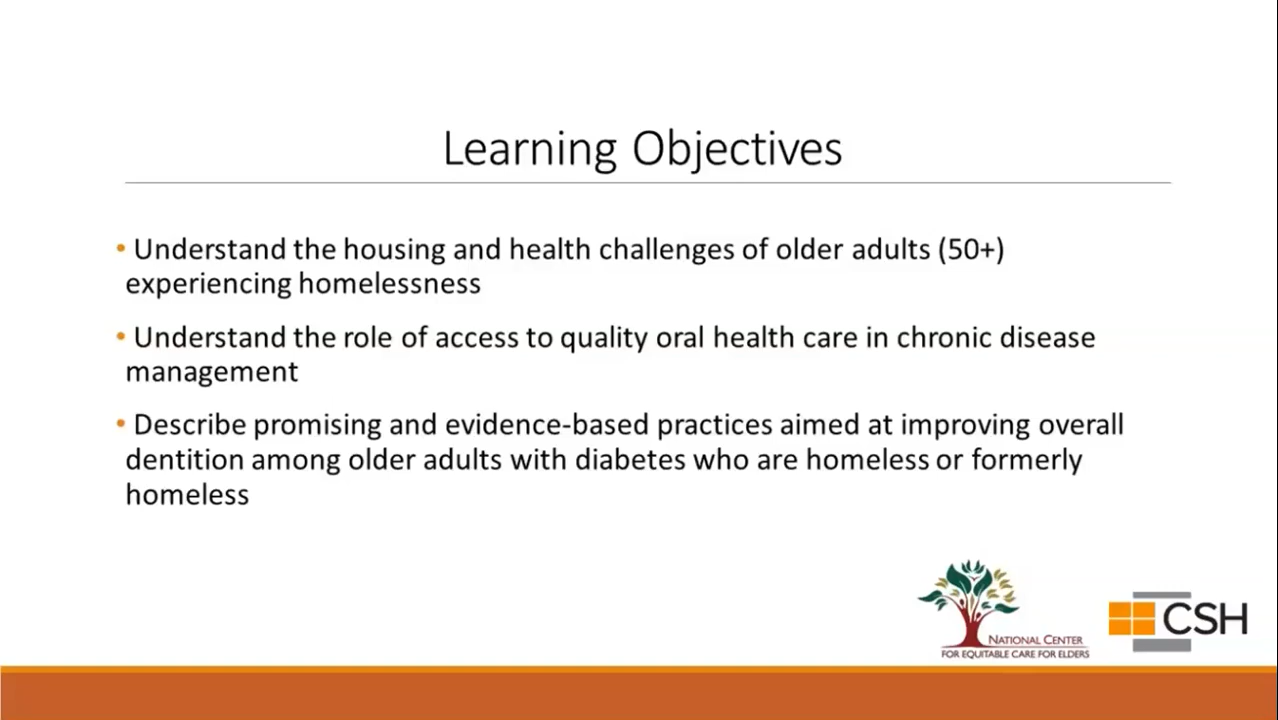 Learning Objectives
• Understand the housing and health challenges of older adults (50+)
experiencing homelessness
• Understand the role of access to quality oral health care in chronic disease
management
• Describe promising and evidence-based practices aimed at improving overall
dentition among older adults with diabetes who are homeless or formerly
homeless
NATIONAL CENTER
FOR EQUITABLE CARE FOR ELDERS
CSH